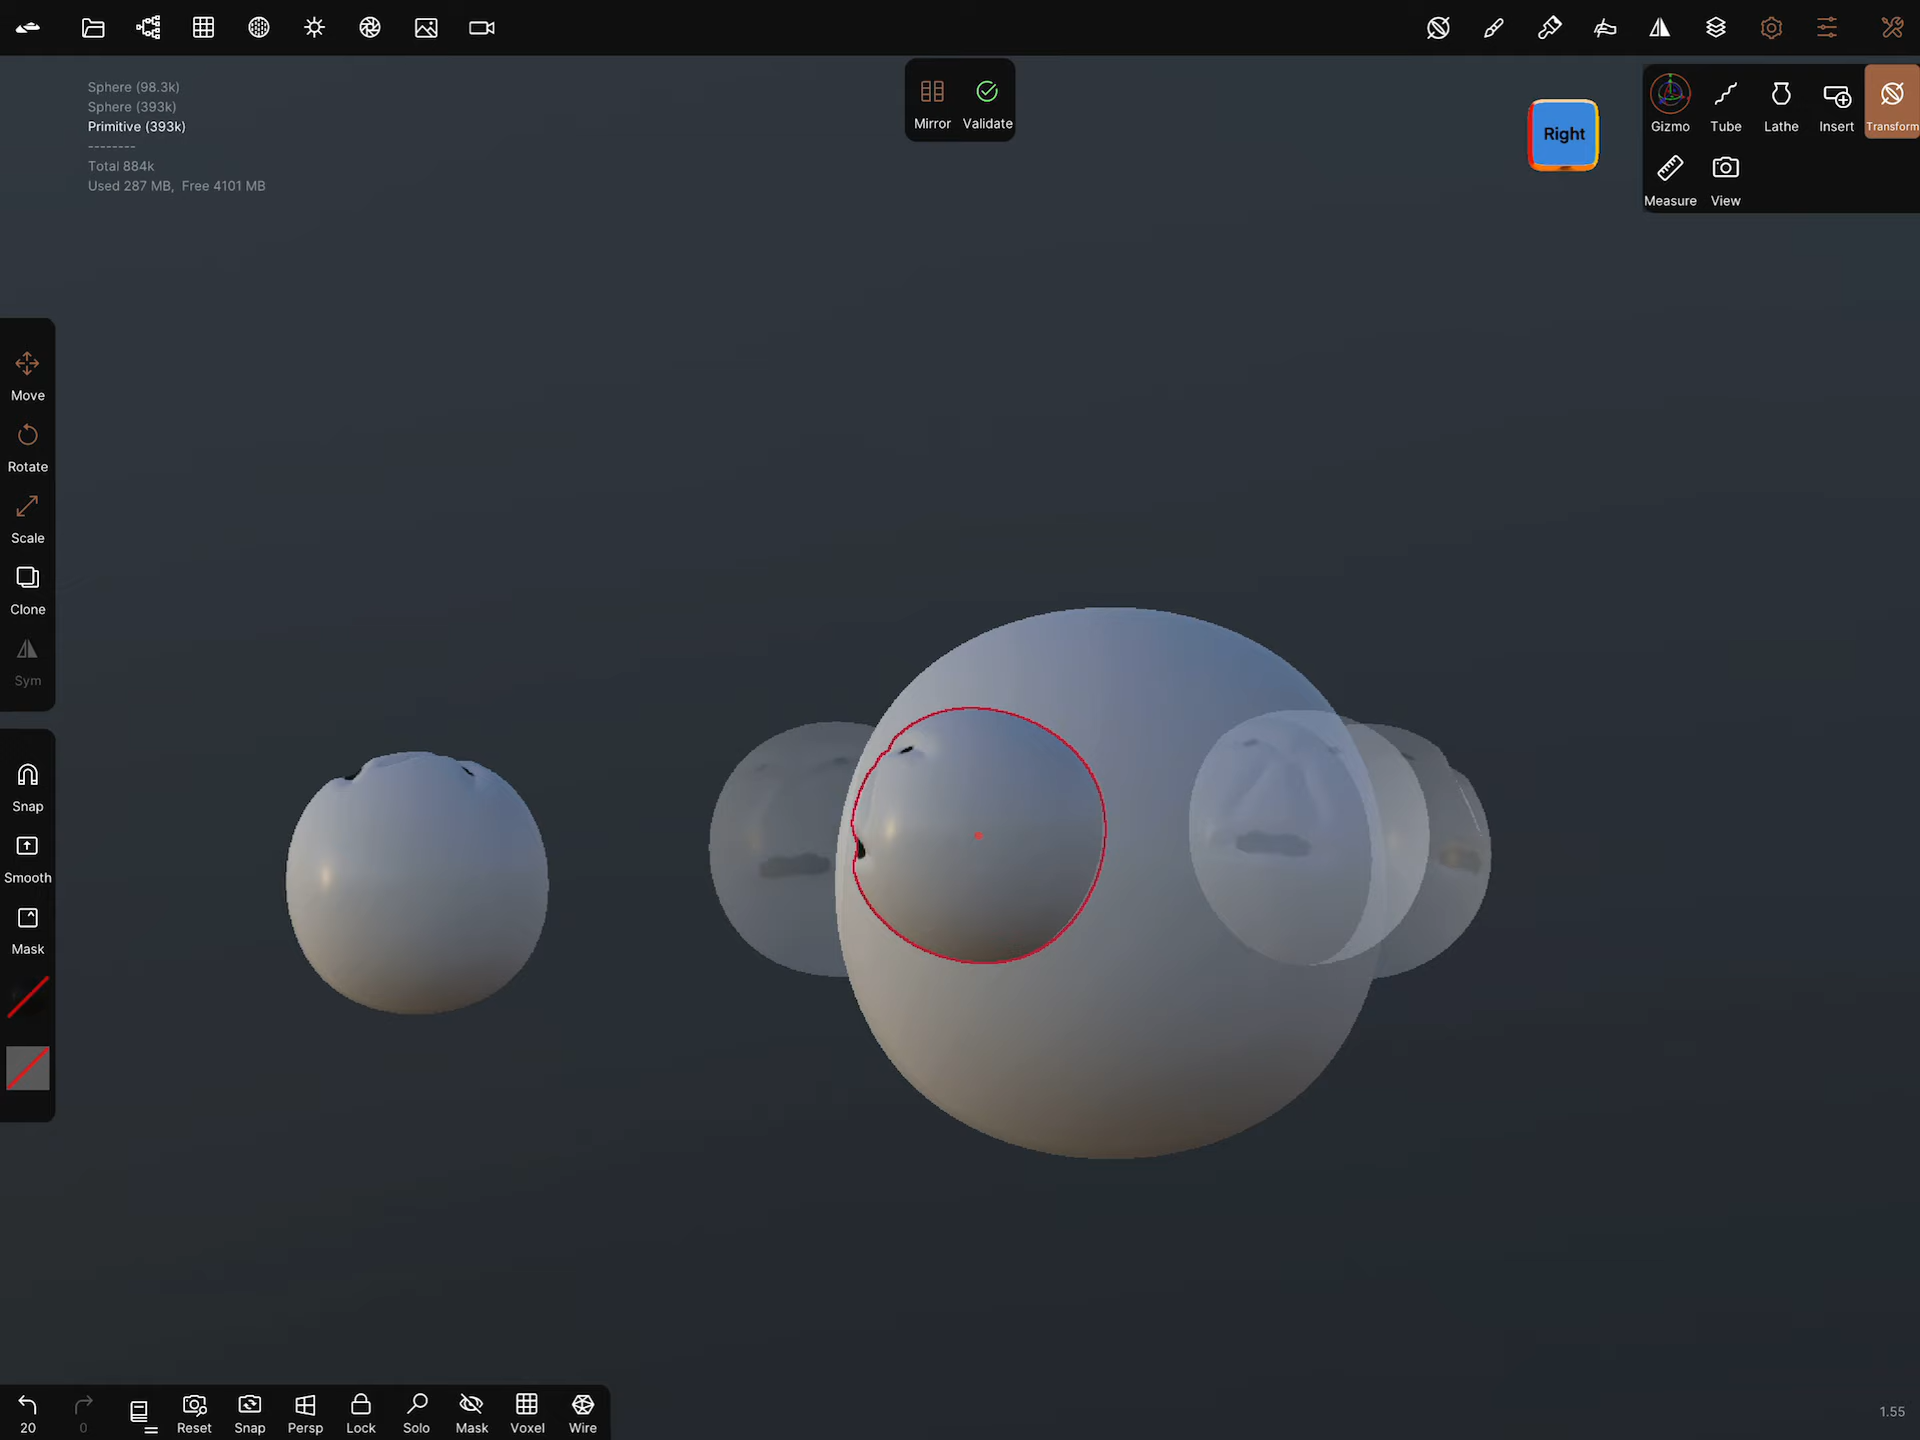 Sphere (98.3k)
Sphere (393k)
Primitive (393k)
--------
Total 884k
Used 287 MB, Free 4101 MB
Mirror Validate
Right
Gizmo Tube Lathe Insert Transform
Measure View
Move
Rotate
Scale
Clone
Sym
Snap
Smooth
Mask
20 0 Reset Snap Persp Lock Solo Mask Voxel Wire
1.55